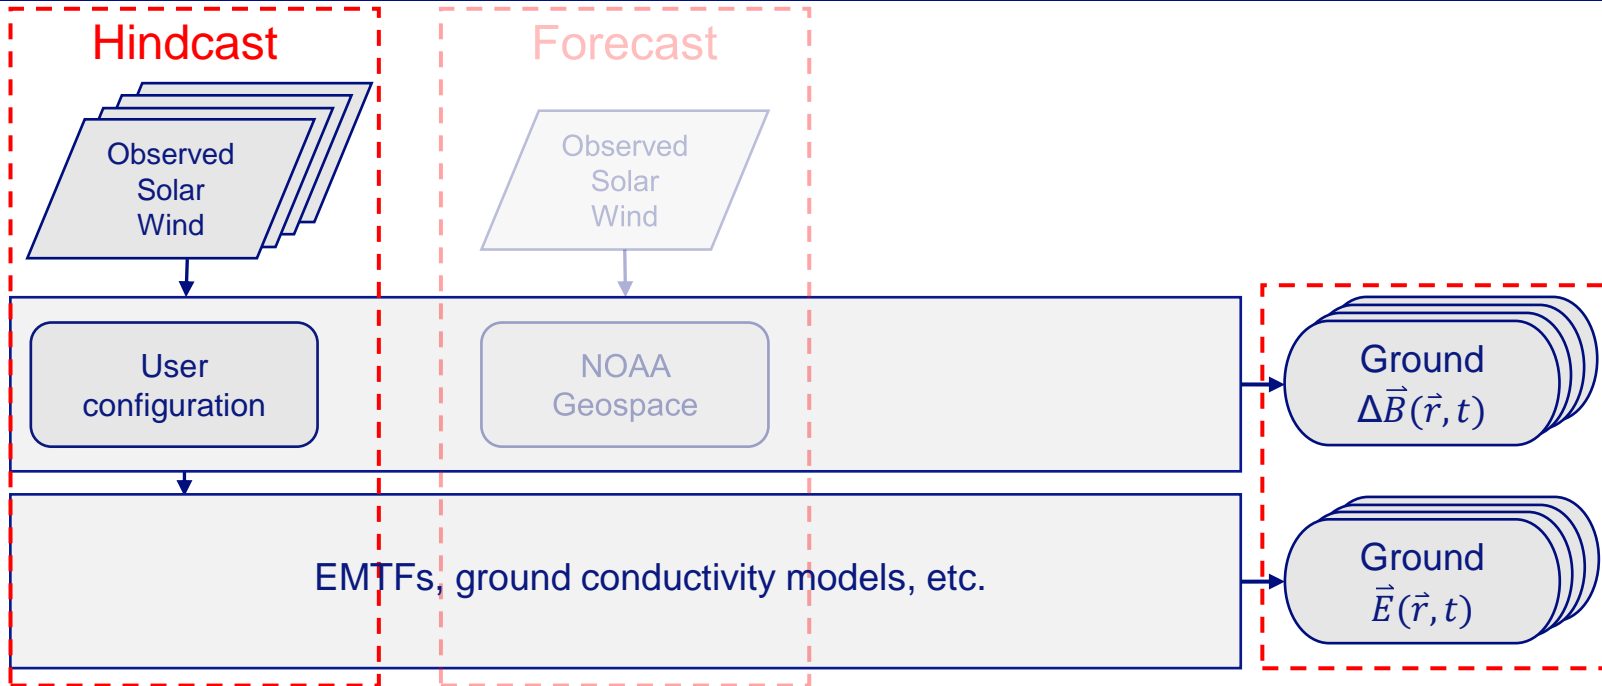 Hindcast
Forecast
Observed
Solar
Wind
Observed
Solar
Wind
User
configuration
NOAA
Geospace
Ground
Δ𝐵⃗(𝑟⃗, 𝑡)
EMTFs, ground conductivity models, etc.
Ground
𝐸⃗(𝑟⃗, 𝑡)